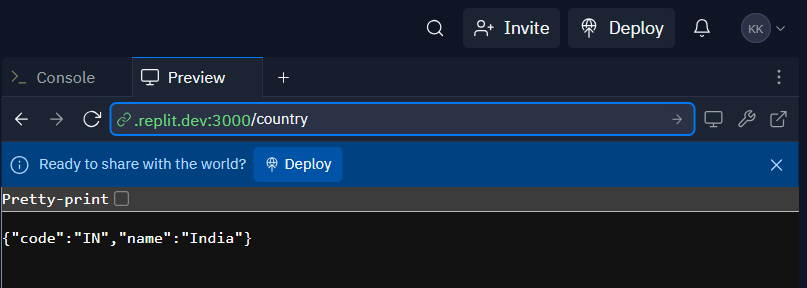 Invite Deploy KK
Console Preview
.replit.dev:3000/country
Ready to share with the world? Deploy
Pretty-print
{"code":"IN","name":"India"}